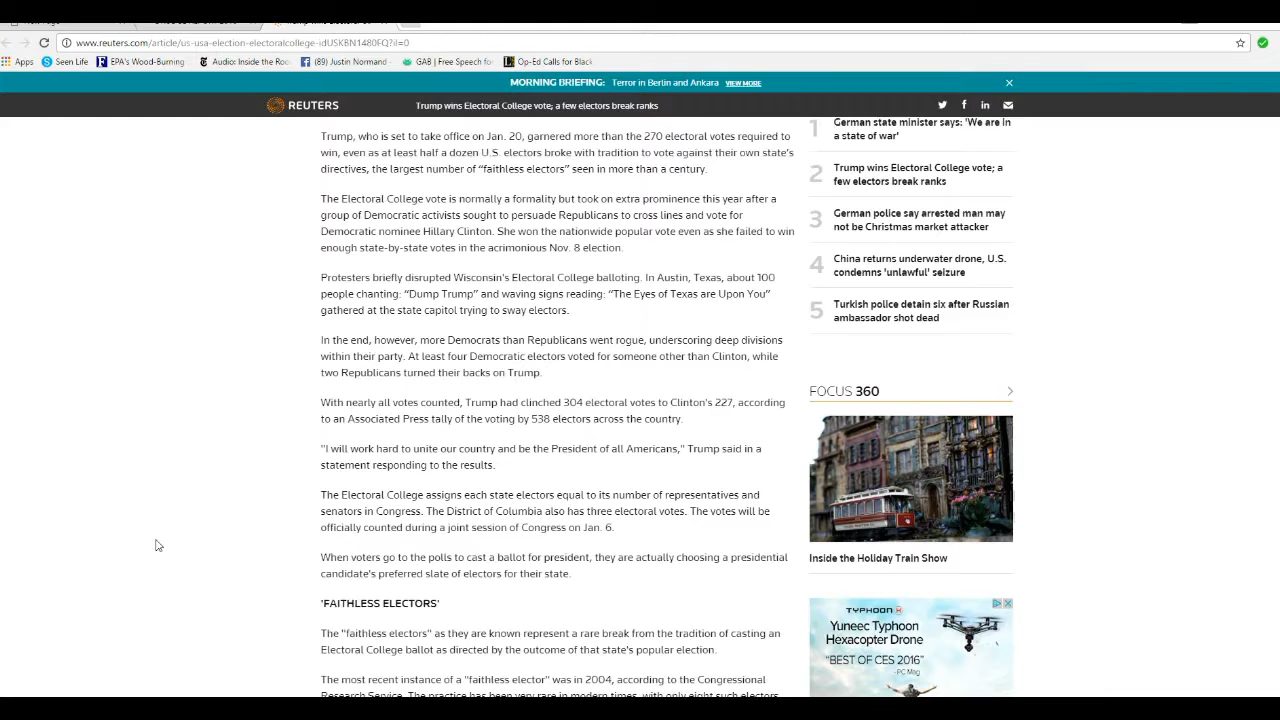 www.reuters.com/article/us-usa-election-electoralcollege-idUSKBN1480FQ?il=0
Apps Seen Life EPA's Wood-Burning Audio: Inside the Roo (89) Justin Normand GAB | Free Speech fo Op-Ed Calls for Black
MORNING BRIEFING: Terror in Berlin and Ankara VIEW MORE
REUTERS Trump wins Electoral College vote; a few electors break ranks
Trump, who is set to take office on Jan. 20, garnered more than the 270 electoral votes required to
win, even as at least half a dozen U.S. electors broke with tradition to vote against their own state's
directives, the largest number of “faithless electors” seen in more than a century.
The Electoral College vote is normally a formality but took on extra prominence this year after a
group of Democratic activists sought to persuade Republicans to cross lines and vote for
Democratic nominee Hillary Clinton. She won the nationwide popular vote even as she failed to win
enough state-by-state votes in the acrimonious Nov. 8 election.
Protesters briefly disrupted Wisconsin's Electoral College balloting. In Austin, Texas, about 100
people chanting: “Dump Trump” and waving signs reading: “The Eyes of Texas are Upon You”
gathered at the state capitol trying to sway electors.
In the end, however, more Democrats than Republicans went rogue, underscoring deep divisions
within their party. At least four Democratic electors voted for someone other than Clinton, while
two Republicans turned their backs on Trump.
With nearly all votes counted, Trump had clinched 304 electoral votes to Clinton's 227, according
to an Associated Press tally of the voting by 538 electors across the country.
"I will work hard to unite our country and be the President of all Americans," Trump said in a
statement responding to the results.
The Electoral College assigns each state electors equal to its number of representatives and
senators in Congress. The District of Columbia also has three electoral votes. The votes will be
officially counted during a joint session of Congress on Jan. 6.
When voters go to the polls to cast a ballot for president, they are actually choosing a presidential
candidate's preferred slate of electors for their state.
'FAITHLESS ELECTORS'
The "faithless electors" as they are known represent a rare break from the tradition of casting an
Electoral College ballot as directed by the outcome of that state's popular election.
The most recent instance of a "faithless elector" was in 2004, according to the Congressional
Research Service. The practice has been very rare in modern times, with only eight such electors
1 German state minister says: 'We are in
a state of war'
2 Trump wins Electoral College vote; a
few electors break ranks
3 German police say arrested man may
not be Christmas market attacker
4 China returns underwater drone, U.S.
condemns 'unlawful' seizure
5 Turkish police detain six after Russian
ambassador shot dead
FOCUS 360
Inside the Holiday Train Show
TYPHOON H
Yuneec Typhoon
Hexacopter Drone
“BEST OF CES 2016”
- PC Mag